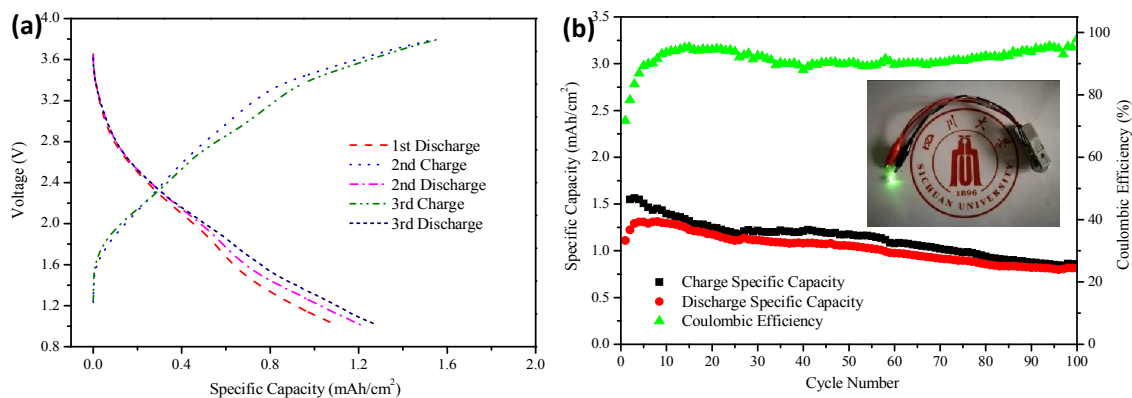 (a)
Voltage (V)
3.8
3.6
3.2
2.8
2.4
2.0
1.6
1.2
0.8
1st Discharge
2nd Charge
2nd Discharge
3rd Charge
3rd Discharge
0.0 0.4 0.8 1.2 1.6 2.0
Specific Capacity (mAh/cm²)
(b)
Specific Capacity (mAh/cm²)
3.5
3.0
2.5
2.0
1.5
1.0
0.5
0.0
四川大
SICHUAN UNIVERSITY
1896
Charge Specific Capacity
Discharge Specific Capacity
Coulombic Efficiency
0 10 20 30 40 50 60 70 80 90 100
Cycle Number
100
80
60
40
20
0
Coulombic Efficiency (%)